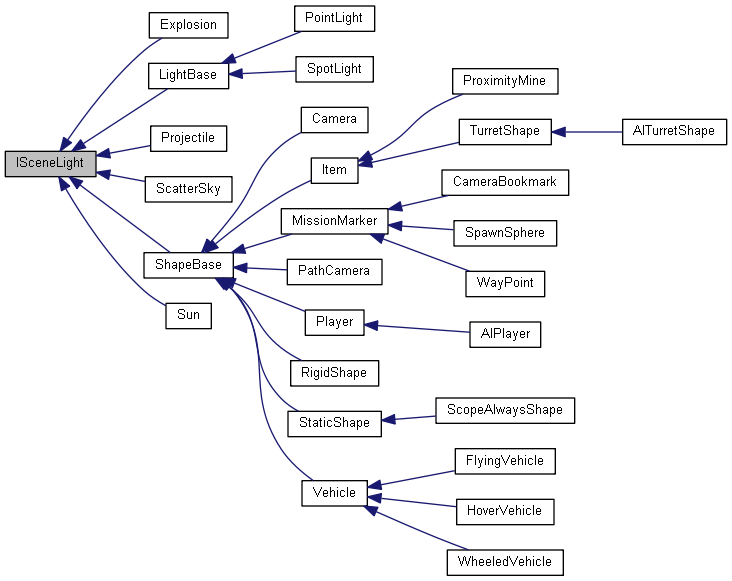 Explosion
PointLight
LightBase
SpotLight
ProximityMine
Camera
TurretShape
AITurretShape
Projectile
ISceneLight
Item
ScatterSky
CameraBookmark
MissionMarker
SpawnSphere
ShapeBase
PathCamera
WayPoint
Sun
Player
AIPlayer
RigidShape
ScopeAlwaysShape
StaticShape
FlyingVehicle
Vehicle
HoverVehicle
WheeledVehicle